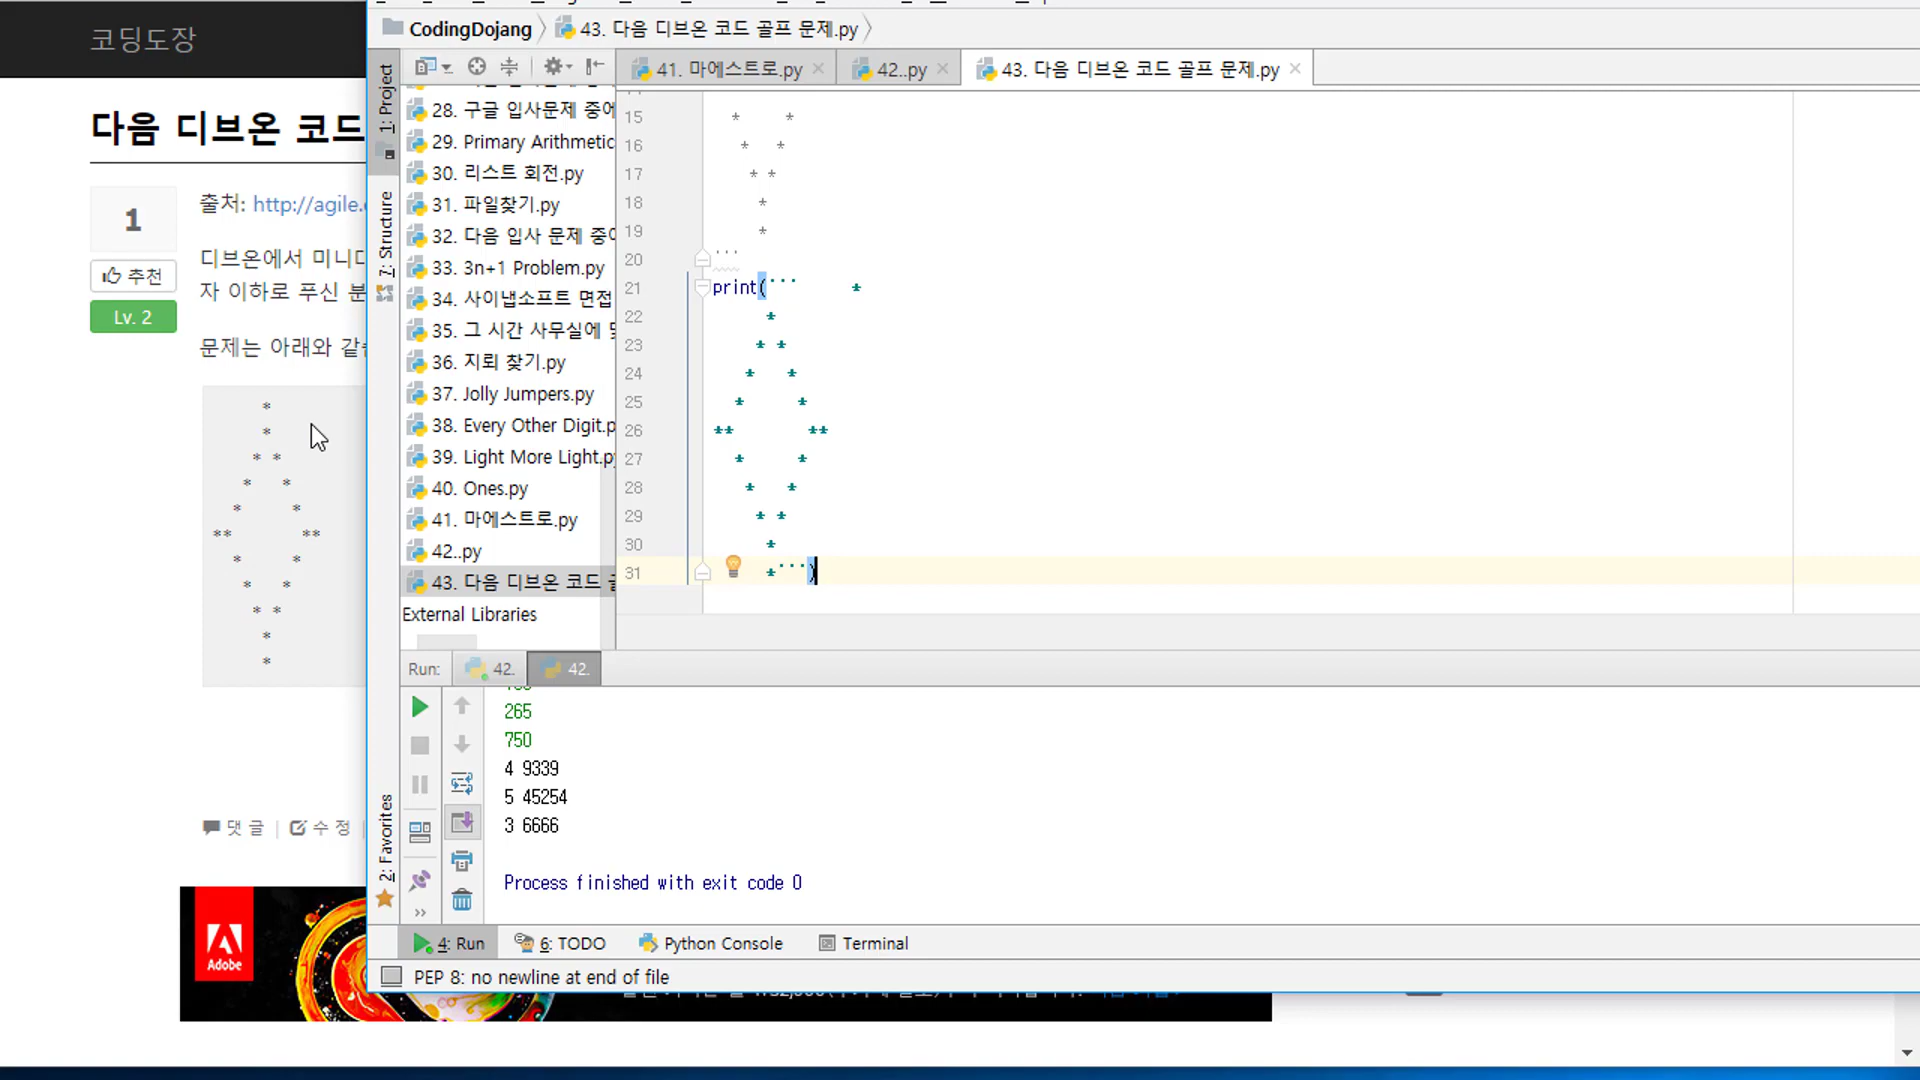 코딩도장
다음 디브온 코드
1
추천
Lv. 2
출처: http://agile.
디브온에서 미니
자 이하로 푸신 분
문제는 아래와 같
*
*
* *
*   *
*     *
**       **
*     *
*   *
* *
*
*
댓글 | 수정
Adobe
CodingDojang
43. 다음 디브온 코드 골프 문제.py
1: Project
7: Structure
2: Favorites
41. 마에스트로.py
42..py
43. 다음 디브온 코드 골프 문제.py
28. 구글 입사문제 중에
29. Primary Arithmetic
30. 리스트 회전.py
31. 파일찾기.py
32. 다음 입사 문제 중에
33. 3n+1 Problem.py
34. 사이냅소프트 면접
35. 그 시간 사무실에 몇
36. 지뢰 찾기.py
37. Jolly Jumpers.py
38. Every Other Digit.p
39. Light More Light.py
40. Ones.py
41. 마에스트로.py
42..py
43. 다음 디브온 코드 골
External Libraries
15   *     *
16    *   *
17     * *
18      *
19      *
20 '''
21 print('''      *
22      *
23     * *
24    *   *
25   *     *
26 **       **
27   *     *
28    *   *
29     * *
30      *
31      *''')
Run: 42. 42.
265
750
4 9339
5 45254
3 6666
Process finished with exit code 0
4: Run
6: TODO
Python Console
Terminal
PEP 8: no newline at end of file